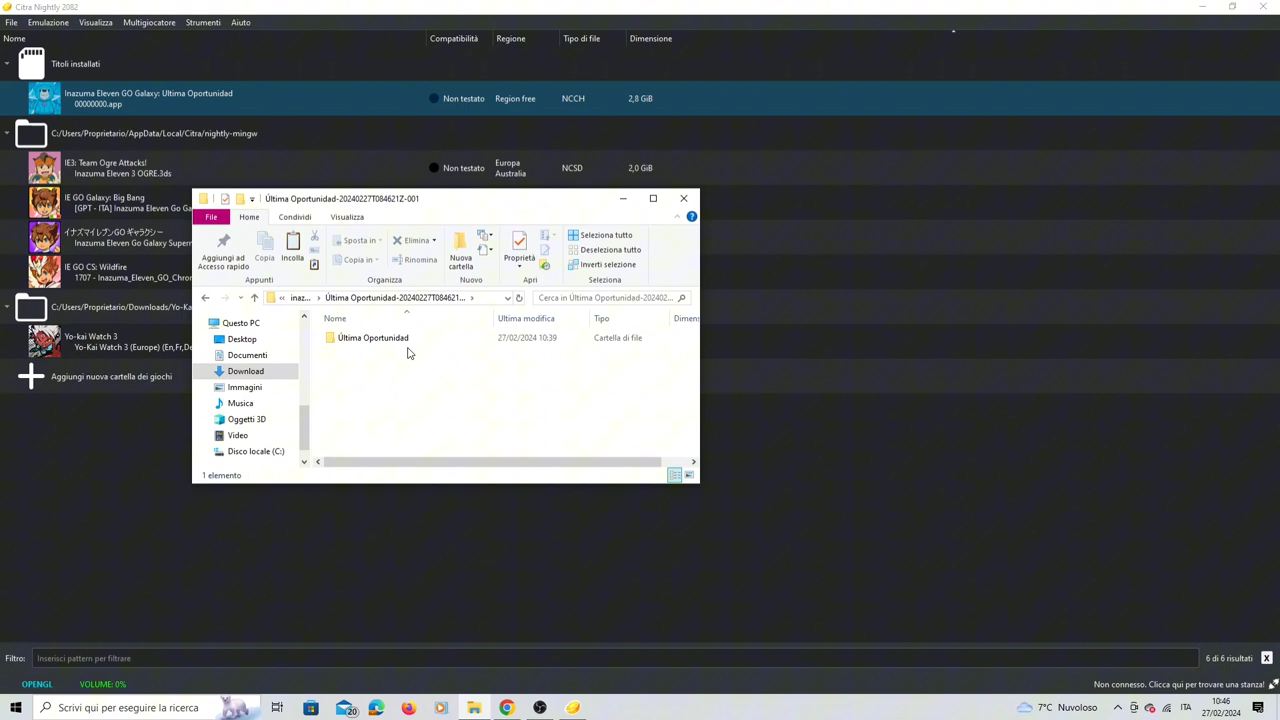 Citra Nightly 2082
File Emulazione Visualizza Multigiocatore Strumenti Aiuto
Nome Compatibilità Regione Tipo di file Dimensione
Titoli installati
Inazuma Eleven GO Galaxy: Ultima Oportunidad
00000000.app
Non testato Region free NCCH 2,8 GiB
C:/Users/Proprietario/AppData/Local/Citra/nightly-mingw
IE3: Team Ogre Attacks!
Inazuma Eleven 3 OGRE.3ds
Non testato Europa Australia NCSD 2,0 GiB
IE GO Galaxy: Big Bang
[GPT - ITA] Inazuma Eleven Go Ga
イナズマイレブンGO ギャラクシー
Inazuma Eleven Go Galaxy Supern
IE GO CS: Wildfire
1707 - Inazuma_Eleven_GO_Chron
C:/Users/Proprietario/Downloads/Yo-Ka
Yo-kai Watch 3
Yo-Kai Watch 3 (Europe) (En,Fr,De
Aggiungi nuova cartella dei giochi
Última Oportunidad-20240227T084621Z-001
File Home Condividi Visualizza
Aggiungi ad Accesso rapido
Copia
Incolla
Sposta in
Copia in
Elimina
Rinomina
Nuova cartella
Proprietà
Seleziona tutto
Deseleziona tutto
Inverti selezione
Appunti Organizza Nuovo Apri Selezione
« inaz... Última Oportunidad-20240227T084621... Cerca in Última Oportunidad-202402...
Questo PC
Desktop
Documenti
Download
Immagini
Musica
Oggetti 3D
Video
Disco locale (C:)
Nome Ultima modifica Tipo Dimens
Última Oportunidad 27/02/2024 10:39 Cartella di file
1 elemento
Filtro: Inserisci pattern per filtrare 6 di 6 risultati X
OPENGL VOLUME: 0% Non connesso. Clicca qui per trovare una stanza!
Scrivi qui per eseguire la ricerca 20 7°C Nuvoloso ITA 10:46
27/02/2024